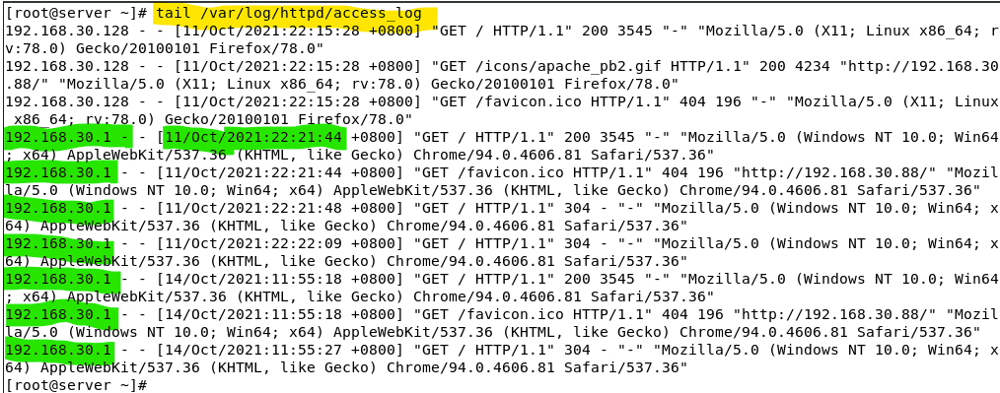 [root@server ~]# tail /var/log/httpd/access_log
192.168.30.128 - - [11/Oct/2021:22:15:28 +0800] "GET / HTTP/1.1" 200 3545 "-" "Mozilla/5.0 (X11; Linux x86_64; r
v:78.0) Gecko/20100101 Firefox/78.0"
192.168.30.128 - - [11/Oct/2021:22:15:28 +0800] "GET /icons/apache_pb2.gif HTTP/1.1" 200 4234 "http://192.168.30
.88/" "Mozilla/5.0 (X11; Linux x86_64; rv:78.0) Gecko/20100101 Firefox/78.0"
192.168.30.128 - - [11/Oct/2021:22:15:28 +0800] "GET /favicon.ico HTTP/1.1" 404 196 "-" "Mozilla/5.0 (X11; Linux
 x86_64; rv:78.0) Gecko/20100101 Firefox/78.0"
192.168.30.1 - - [11/Oct/2021:22:21:44 +0800] "GET / HTTP/1.1" 200 3545 "-" "Mozilla/5.0 (Windows NT 10.0; Win64
; x64) AppleWebKit/537.36 (KHTML, like Gecko) Chrome/94.0.4606.81 Safari/537.36"
192.168.30.1 - - [11/Oct/2021:22:21:44 +0800] "GET /favicon.ico HTTP/1.1" 404 196 "http://192.168.30.88/" "Mozil
la/5.0 (Windows NT 10.0; Win64; x64) AppleWebKit/537.36 (KHTML, like Gecko) Chrome/94.0.4606.81 Safari/537.36"
192.168.30.1 - - [11/Oct/2021:22:21:48 +0800] "GET / HTTP/1.1" 304 - "-" "Mozilla/5.0 (Windows NT 10.0; Win64; x
64) AppleWebKit/537.36 (KHTML, like Gecko) Chrome/94.0.4606.81 Safari/537.36"
192.168.30.1 - - [11/Oct/2021:22:22:09 +0800] "GET / HTTP/1.1" 304 - "-" "Mozilla/5.0 (Windows NT 10.0; Win64; x
64) AppleWebKit/537.36 (KHTML, like Gecko) Chrome/94.0.4606.81 Safari/537.36"
192.168.30.1 - - [14/Oct/2021:11:55:18 +0800] "GET / HTTP/1.1" 200 3545 "-" "Mozilla/5.0 (Windows NT 10.0; Win64
; x64) AppleWebKit/537.36 (KHTML, like Gecko) Chrome/94.0.4606.81 Safari/537.36"
192.168.30.1 - - [14/Oct/2021:11:55:18 +0800] "GET /favicon.ico HTTP/1.1" 404 196 "http://192.168.30.88/" "Mozil
la/5.0 (Windows NT 10.0; Win64; x64) AppleWebKit/537.36 (KHTML, like Gecko) Chrome/94.0.4606.81 Safari/537.36"
192.168.30.1 - - [14/Oct/2021:11:55:27 +0800] "GET / HTTP/1.1" 304 - "-" "Mozilla/5.0 (Windows NT 10.0; Win64; x
64) AppleWebKit/537.36 (KHTML, like Gecko) Chrome/94.0.4606.81 Safari/537.36"
[root@server ~]#